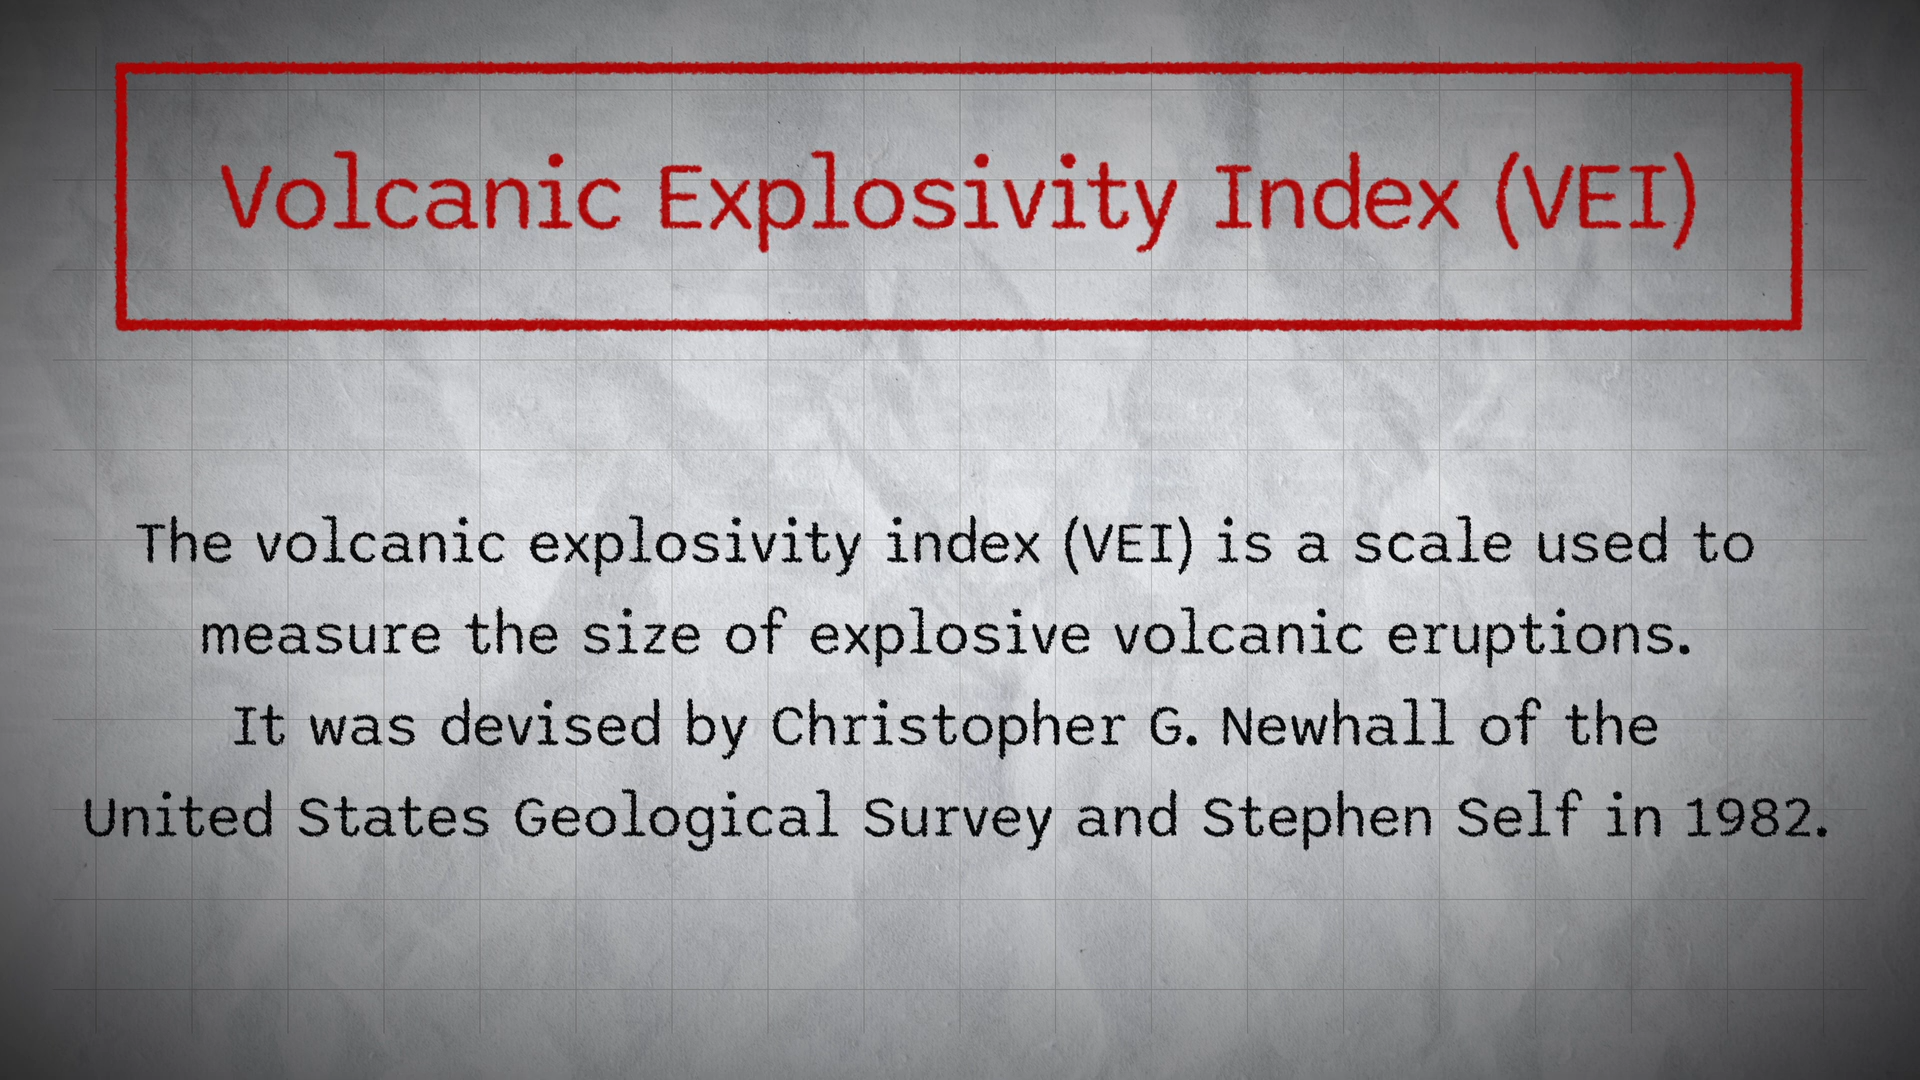 Volcanic Explosivity Index (VEI)
The volcanic explosivity index (VEI) is a scale used to
measure the size of explosive volcanic eruptions.
It was devised by Christopher G. Newhall of the
United States Geological Survey and Stephen Self in 1982.